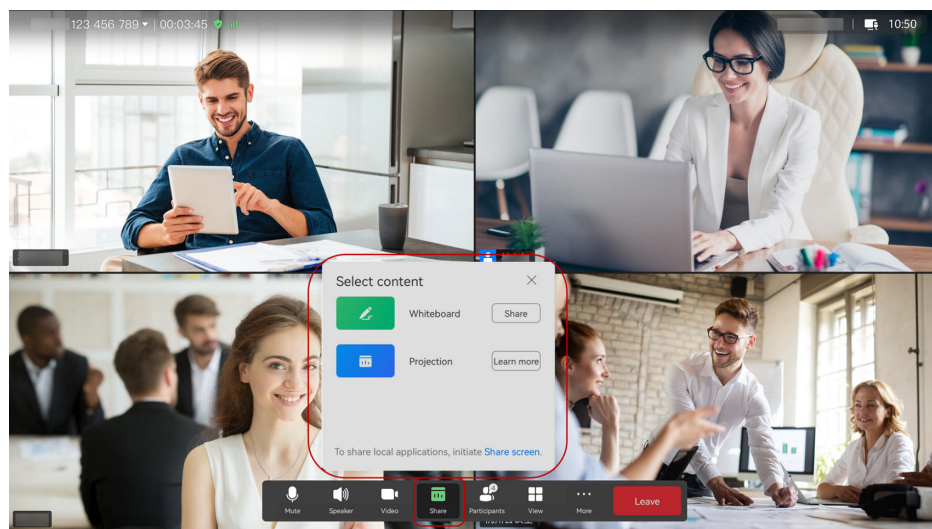 123 456 789 | 00:03:45
10:50
Select content
Whiteboard
Share
Projection
Learn more
To share local applications, initiate Share screen.
Mute
Speaker
Video
Share
Participants
View
More
Leave